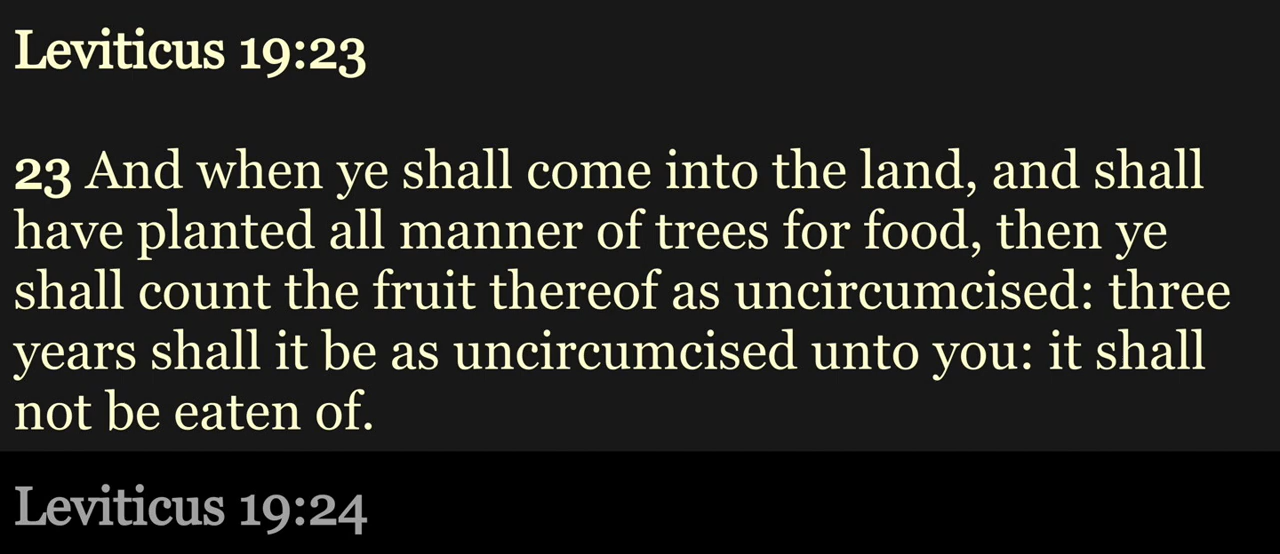 Leviticus 19:23
23 And when ye shall come into the land, and shall
have planted all manner of trees for food, then ye
shall count the fruit thereof as uncircumcised: three
years shall it be as uncircumcised unto you: it shall
not be eaten of.
Leviticus 19:24